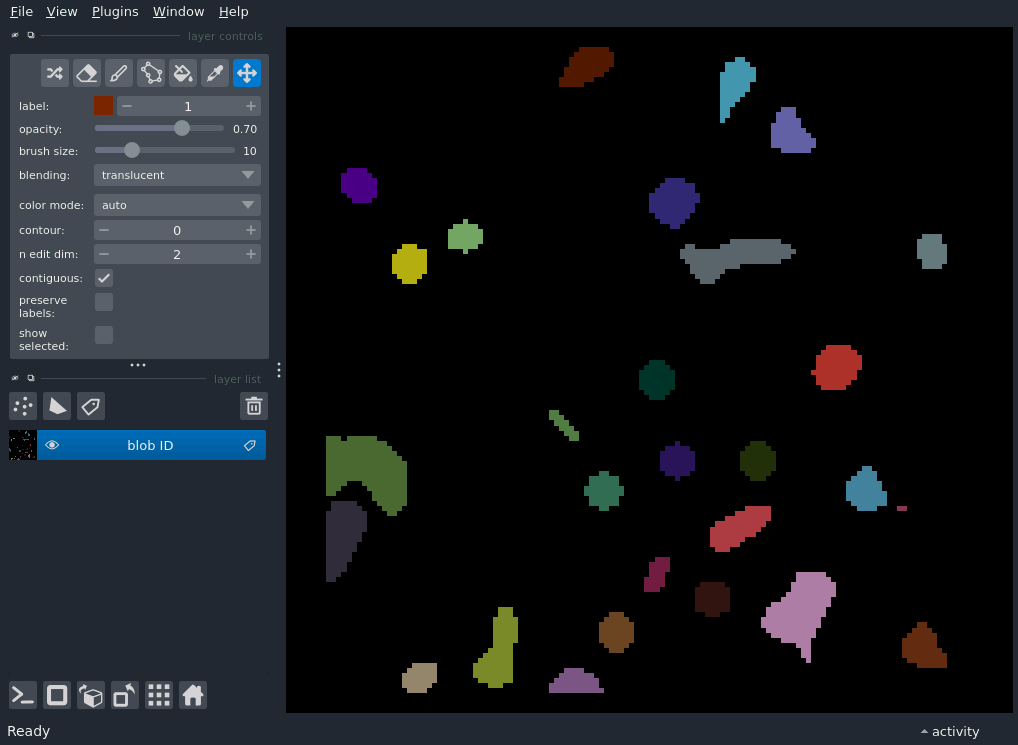 File View Plugins Window Help
layer controls
label: 1
opacity: 0.70
brush size: 10
blending: translucent
color mode: auto
contour: 0
n edit dim: 2
contiguous:
preserve
labels:
show
selected:
layer list
blob ID
Ready activity